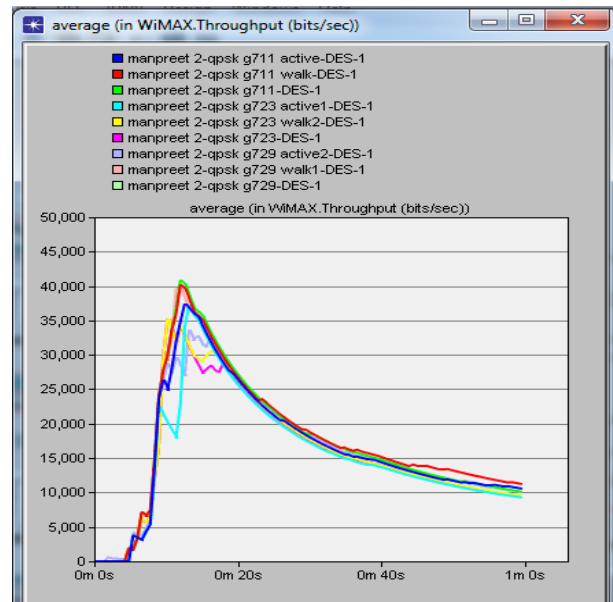 average (in WiMAX.Throughput (bits/sec))
manpreet 2-qpsk g711 active-DES-1
manpreet 2-qpsk g711 walk-DES-1
manpreet 2-qpsk g711-DES-1
manpreet 2-qpsk g723 active1-DES-1
manpreet 2-qpsk g723 walk2-DES-1
manpreet 2-qpsk g723-DES-1
manpreet 2-qpsk g729 active2-DES-1
manpreet 2-qpsk g729 walk1-DES-1
manpreet 2-qpsk g729-DES-1
average (in WiMAX.Throughput (bits/sec))
50,000
45,000
40,000
35,000
30,000
25,000
20,000
15,000
10,000
5,000
0
0m 0s 0m 20s 0m 40s 1m 0s